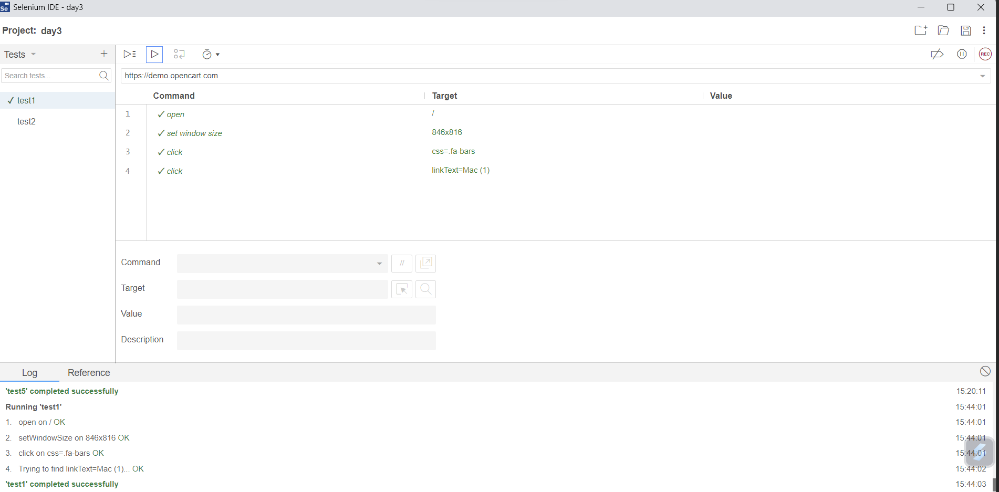 Se Selenium IDE - day3
Project: day3
Tests
Search tests...
✓ test1
test2
REC
https://demo.opencart.com
Command Target Value
1 ✓ open /
2 ✓ set window size 846x816
3 ✓ click css=.fa-bars
4 ✓ click linkText=Mac (1)
Command //
Target
Value
Description
Log Reference
'test5' completed successfully 15:20:11
Running 'test1' 15:44:01
1. open on / OK 15:44:01
2. setWindowSize on 846x816 OK 15:44:01
3. click on css=.fa-bars OK 15:44:01
4. Trying to find linkText=Mac (1)... OK 15:44:02
'test1' completed successfully 15:44:03